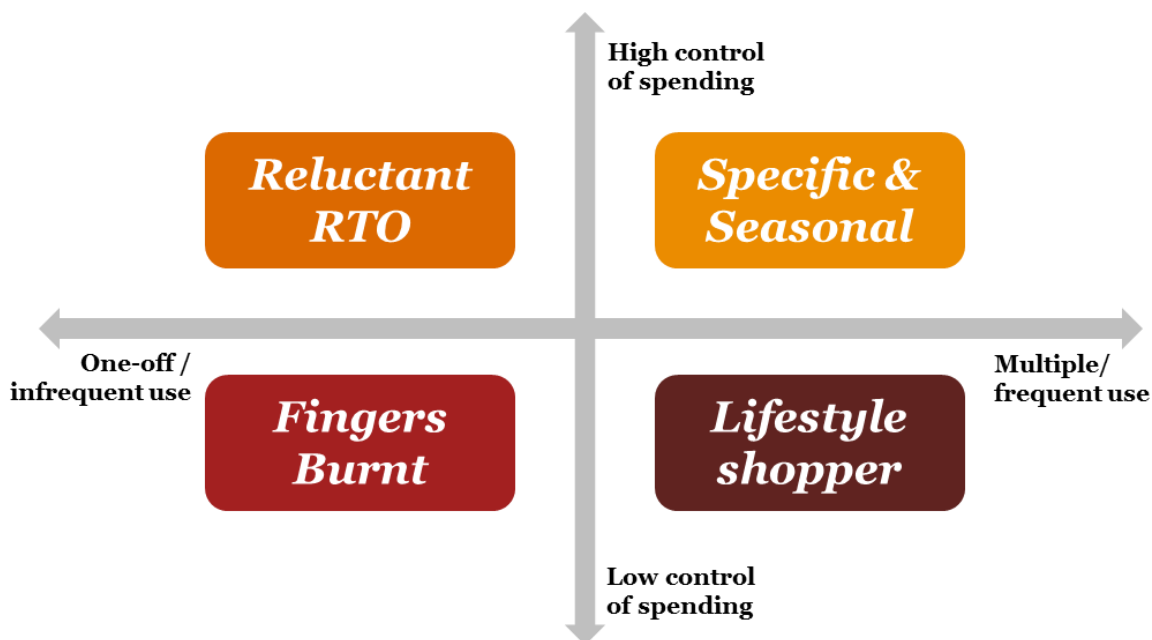 High control
of spending
Reluctant
RTO
Specific &
Seasonal
One-off /
infrequent use
Multiple/
frequent use
Fingers
Burnt
Lifestyle
shopper
Low control
of spending